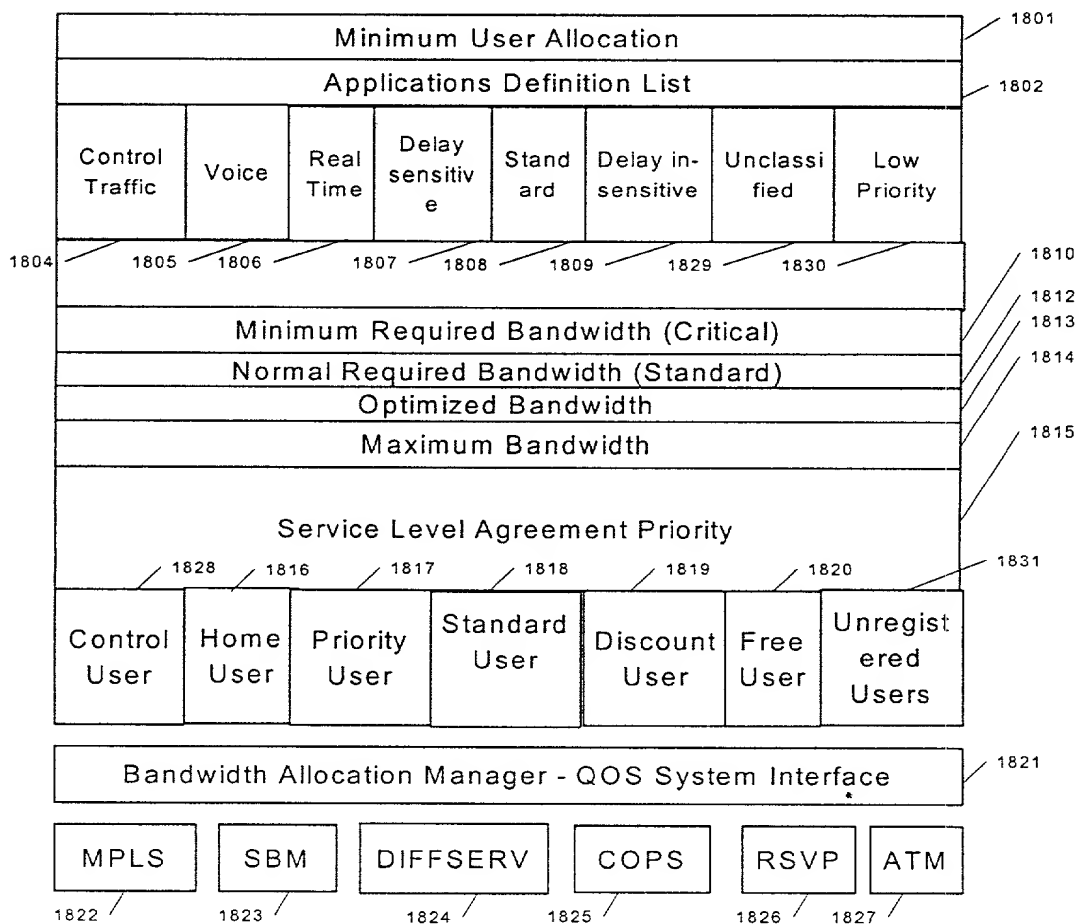 1801
Minimum User Allocation
Applications Definition List
1802
Control
Traffic
Voice
Real
Time
Delay
sensitiv
e
Stand
ard
Delay in-
sensitive
Unclassi
fied
Low
Priority
1804
1805
1806
1807
1808
1809
1829
1830
1810
1812
1813
1814
1815
Minimum Required Bandwidth (Critical)
Normal Required Bandwidth (Standard)
Optimized Bandwidth
Maximum Bandwidth
Service Level Agreement Priority
1828
1816
1817
1818
1819
1820
1831
Control
User
Home
User
Priority
User
Standard
User
Discount
User
Free
User
Unregist
ered
Users
Bandwidth Allocation Manager - QOS System Interface
1821
MPLS
SBM
DIFFSERV
COPS
RSVP
ATM
1822
1823
1824
1825
1826
1827